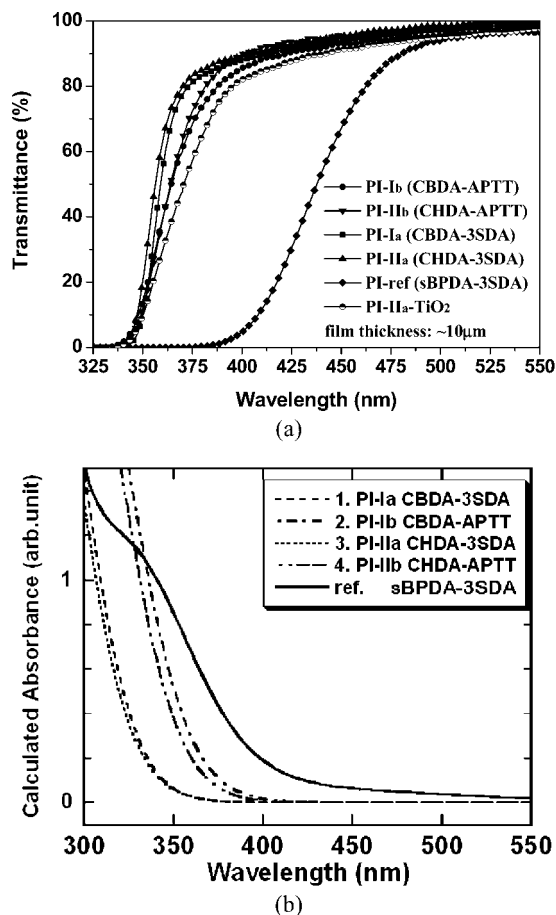 (a)
100
80
60
40
20
0
Transmittance (%)
PI-Ib (CBDA-APTT)
PI-IIb (CHDA-APTT)
PI-Ia (CBDA-3SDA)
PI-IIa (CHDA-3SDA)
PI-ref (sBPDA-3SDA)
PI-IIa-TiO2
film thickness: ~10μm
325 350 375 400 425 450 475 500 525 550
Wavelength (nm)
(a)
Calculated Absorbance (arb.unit)
1
0
1. PI-Ia CBDA-3SDA
2. PI-Ib CBDA-APTT
3. PI-IIa CHDA-3SDA
4. PI-IIb CHDA-APTT
ref. sBPDA-3SDA
300 350 400 450 500 550
Wavelength (nm)
(b)